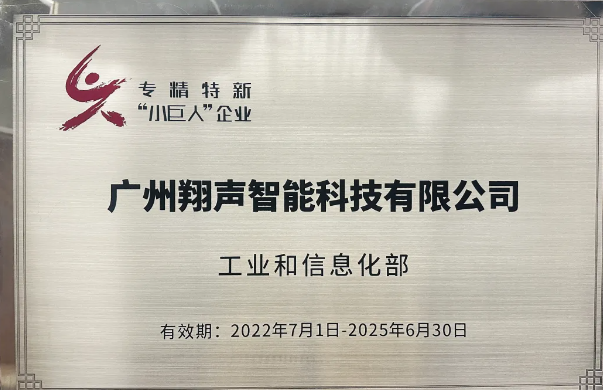 专精特新
“小巨人”企业
广州翔声智能科技有限公司
工业和信息化部
有效期：2022年7月1日-2025年6月30日